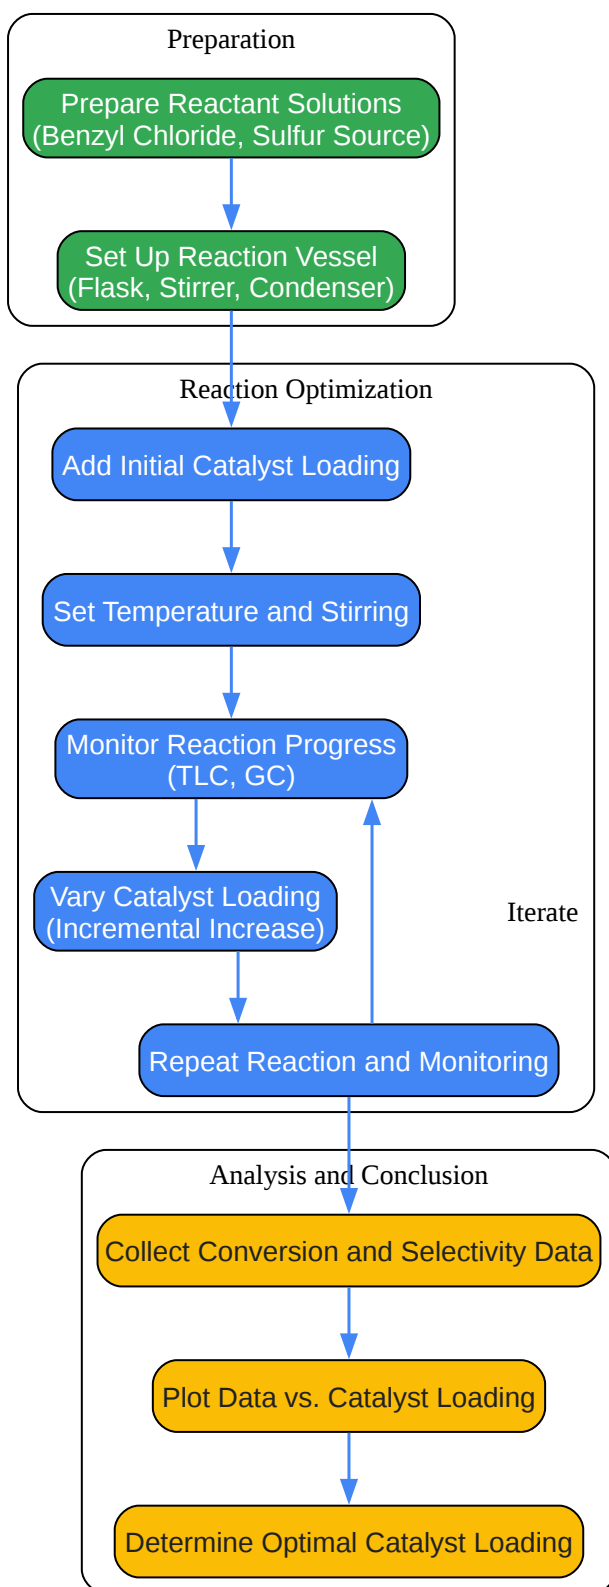 Preparation
Prepare Reactant Solutions
(Benzyl Chloride, Sulfur Source)
Set Up Reaction Vessel
(Flask, Stirrer, Condenser)
Reaction Optimization
Add Initial Catalyst Loading
Set Temperature and Stirring
Monitor Reaction Progress
(TLC, GC)
Vary Catalyst Loading
(Incremental Increase)
Iterate
Repeat Reaction and Monitoring
Analysis and Conclusion
Collect Conversion and Selectivity Data
Plot Data vs. Catalyst Loading
Determine Optimal Catalyst Loading